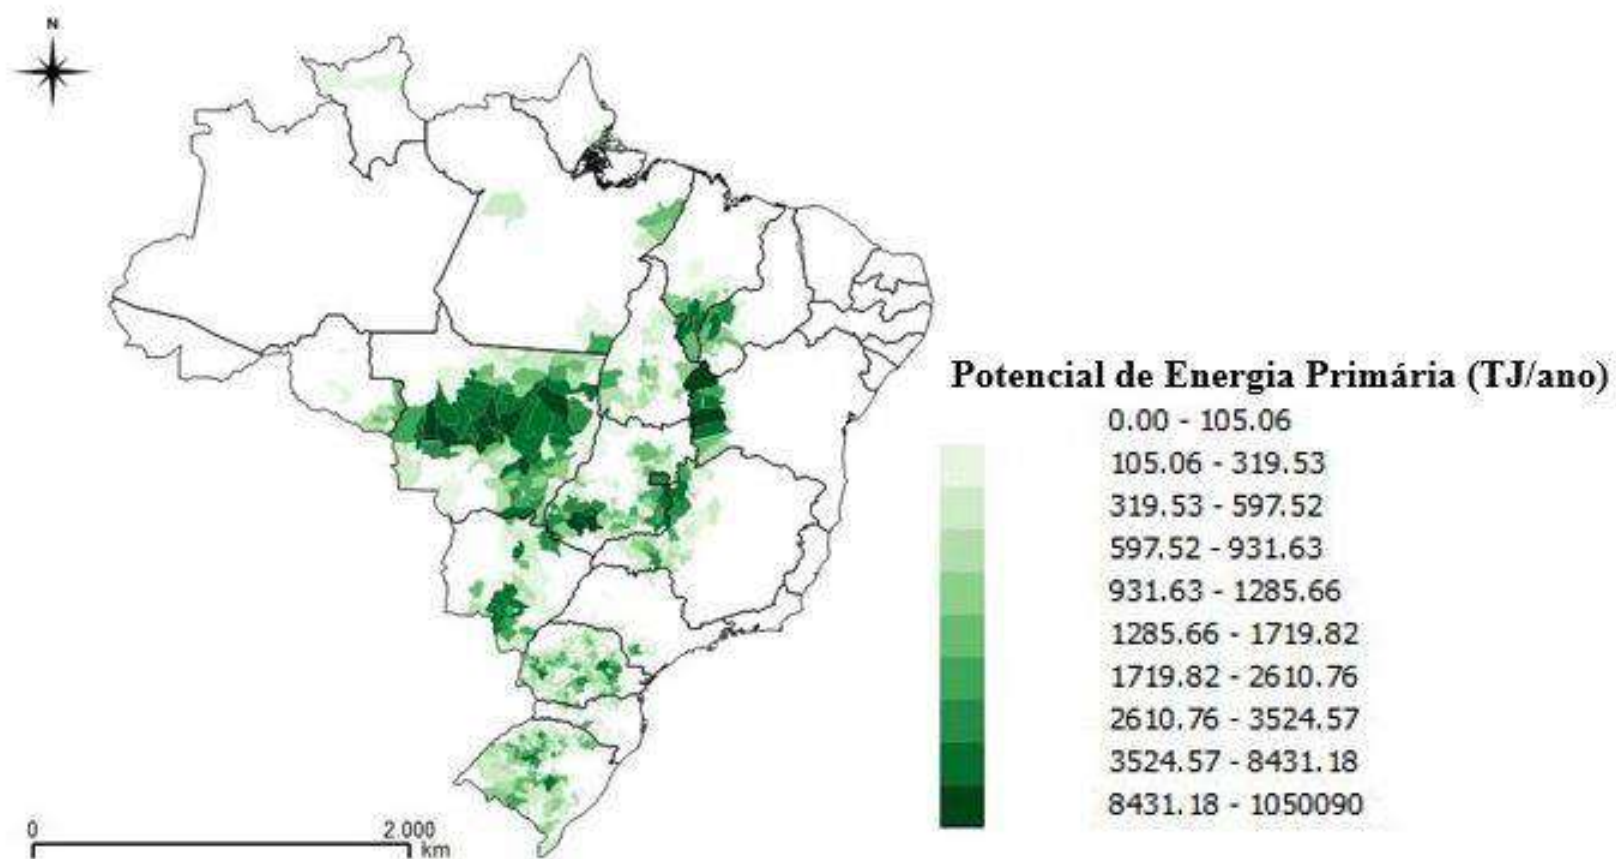 N
Potencial de Energia Primária (TJ/ano)
0.00 - 105.06
105.06 - 319.53
319.53 - 597.52
597.52 - 931.63
931.63 - 1285.66
1285.66 - 1719.82
1719.82 - 2610.76
2610.76 - 3524.57
3524.57 - 8431.18
8431.18 - 1050090
0 2.000
km